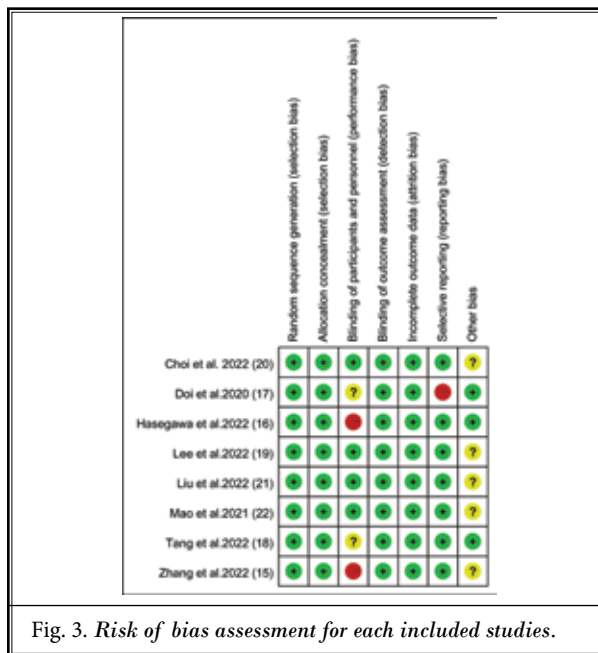 Random sequence generation (selection bias)
Allocation concealment (selection bias)
Blinding of participants and personnel (performance bias)
Blinding of outcome assessment (detection bias)
Incomplete outcome data (attrition bias)
Selective reporting (reporting bias)
Other bias
Choi et al. 2022 (20) + + + + + + ?
Doi et al.2020 (17) + + ? + + +
Hasegawa et al.2022 (16) + + + + + +
Lee et al.2022 (19) + + + + + + ?
Liu et al.2022 (21) + + + + + + ?
Mao et al.2021 (22) + + + + + + ?
Tang et al.2022 (18) + + ? + + + +
Zhang et al.2022 (15) + + + + + ?
Fig. 3. Risk of bias assessment for each included studies.